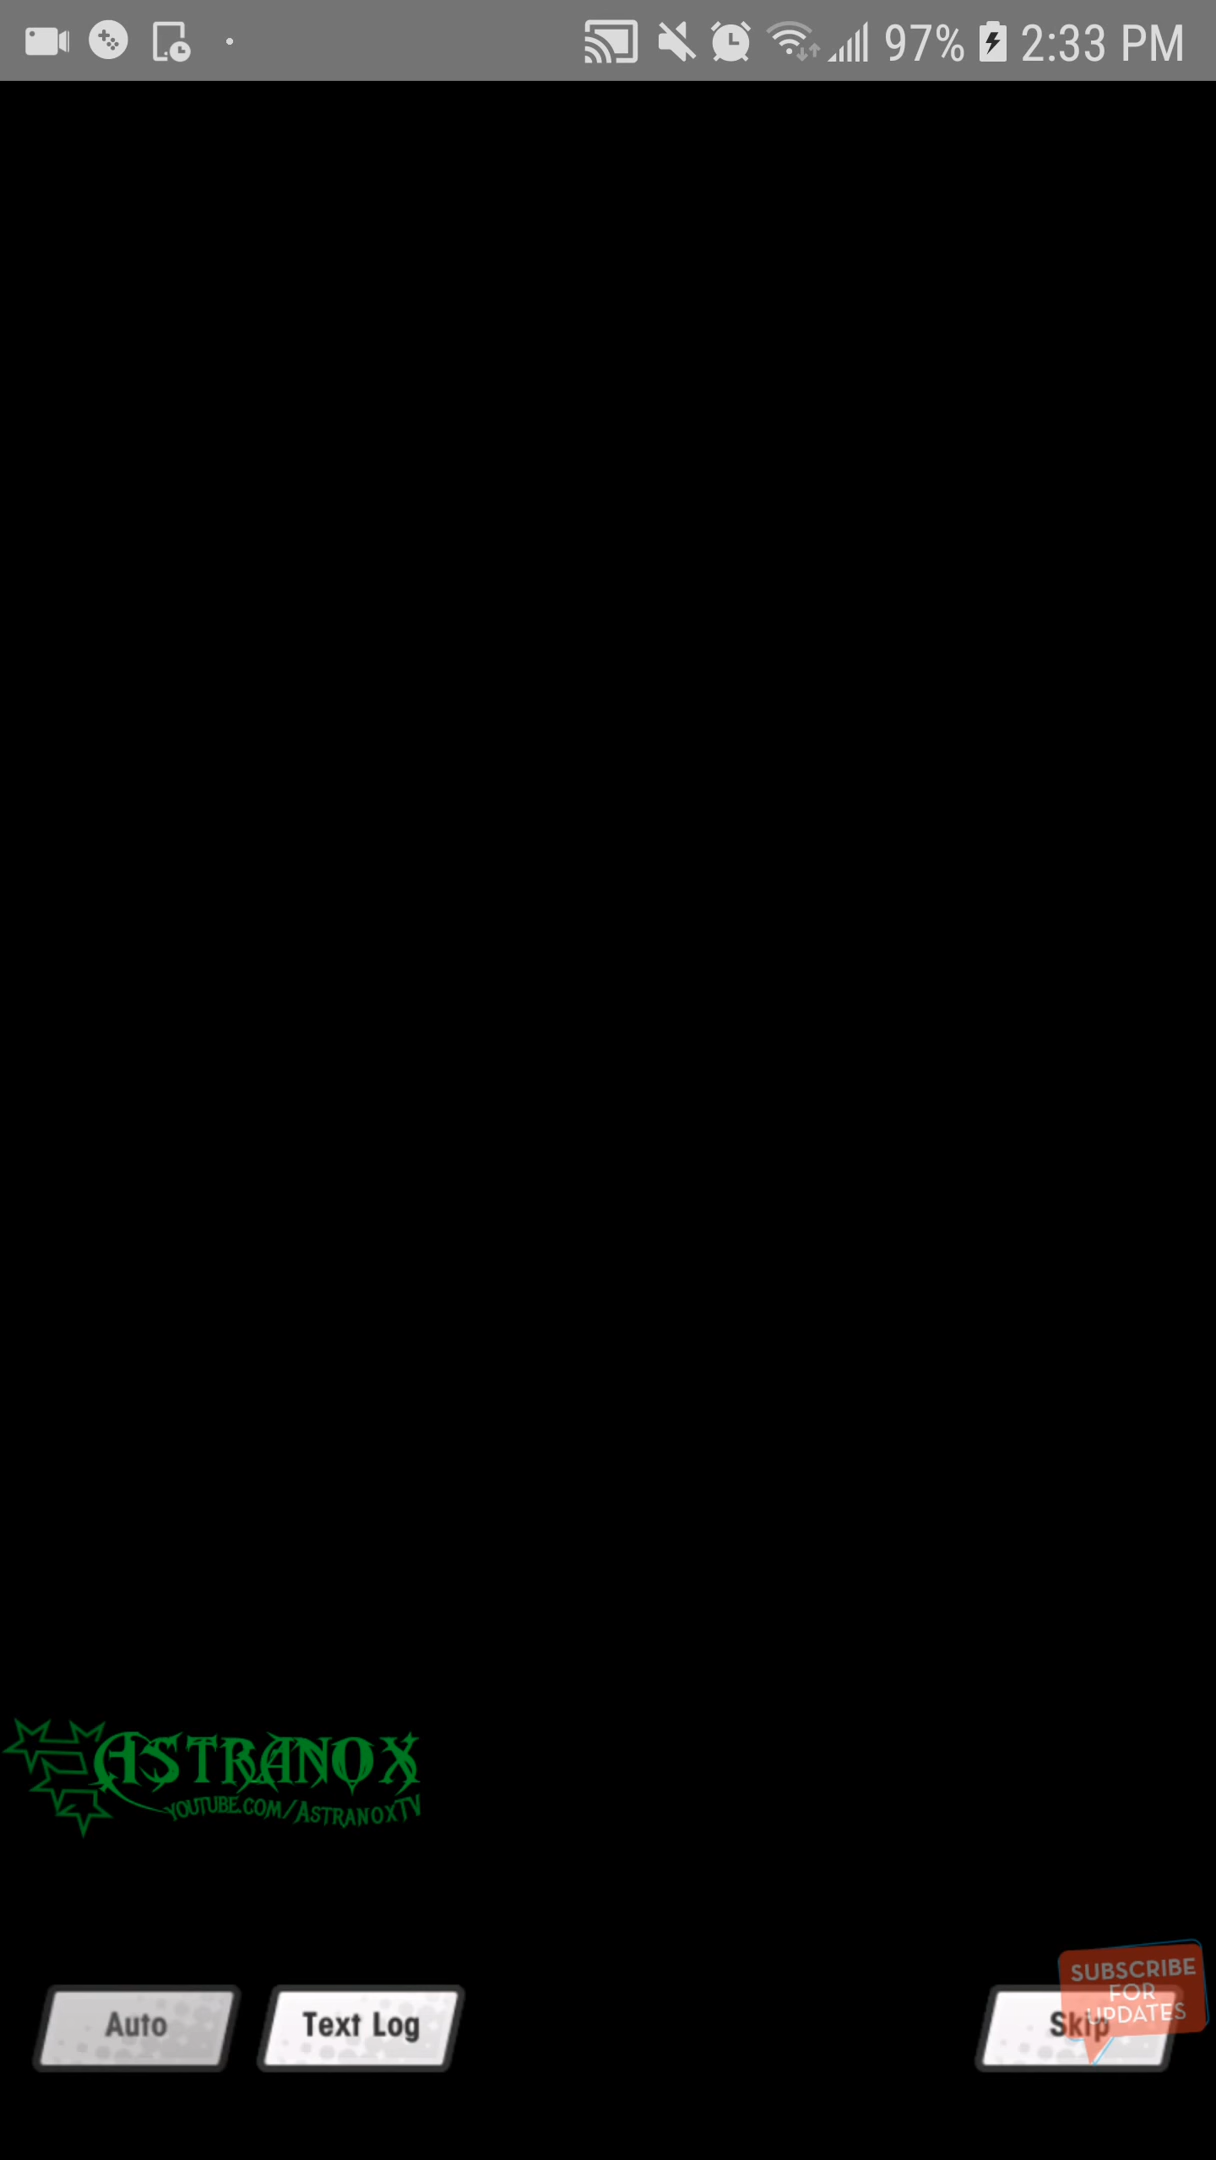 97% 2:33 PM
ASTRANOX
YOUTUBE.COM/ASTRANOXTV
SUBSCRIBE
FOR
UPDATES
Auto
Text Log
Skip